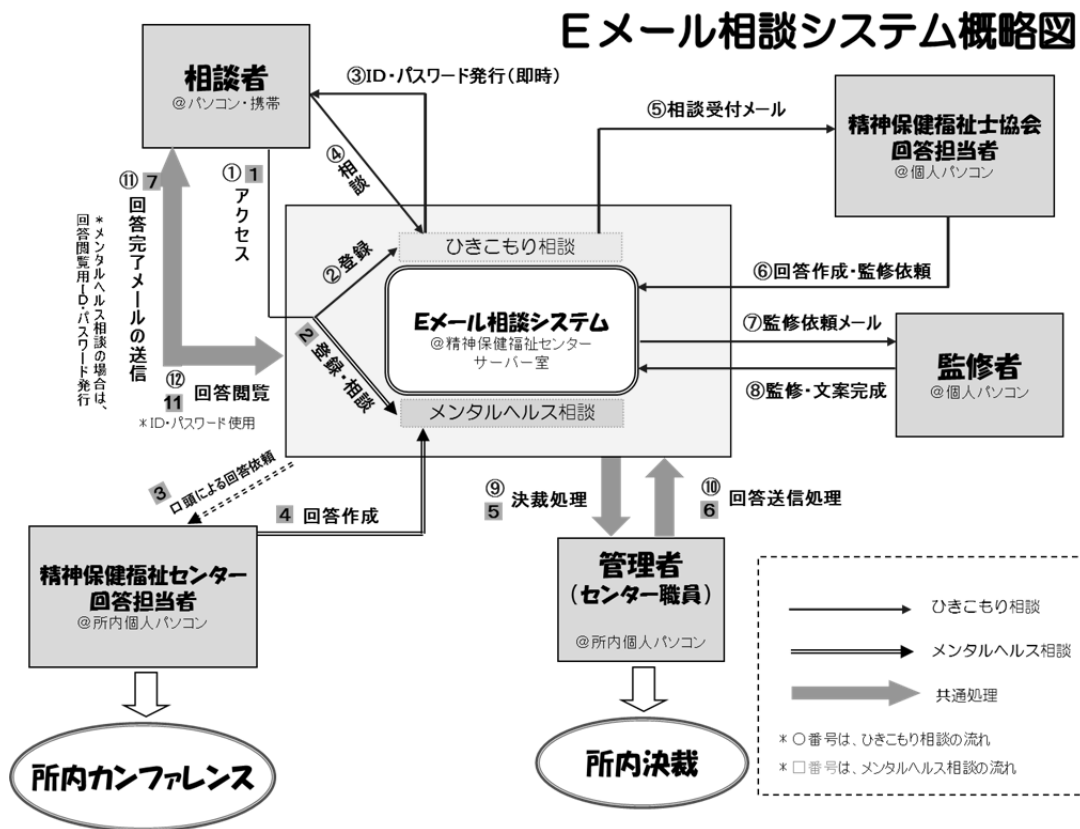 Eメール相談システム概略図
相談者
@パソコン・携帯
③ID・パスワード発行(即時)
⑤相談受付メール
精神保健福祉士協会
回答担当者
@個人パソコン
④相談
①1アクセス
⑪7回答完了メールの送信
*メンタルヘルス相談の場合は、
回答閲覧用ID・パスワード発行
②登録
ひきこもり相談
⑥回答作成・監修依頼
Eメール相談システム
@精神保健福祉センター
サーバー室
⑦監修依頼メール
監修者
@個人パソコン
⑧監修・文案完成
2登録・相談
メンタルヘルス相談
⑫
11 回答閲覧
*ID・パスワード使用
3口頭による回答依頼
4 回答作成
⑨
5 決裁処理
⑩
6 回答送信処理
精神保健福祉センター
回答担当者
@所内個人パソコン
管理者
(センター職員)
@所内個人パソコン
ひきこもり相談
メンタルヘルス相談
共通処理
*○番号は、ひきこもり相談の流れ
*□番号は、メンタルヘルス相談の流れ
所内カンファレンス
所内決裁